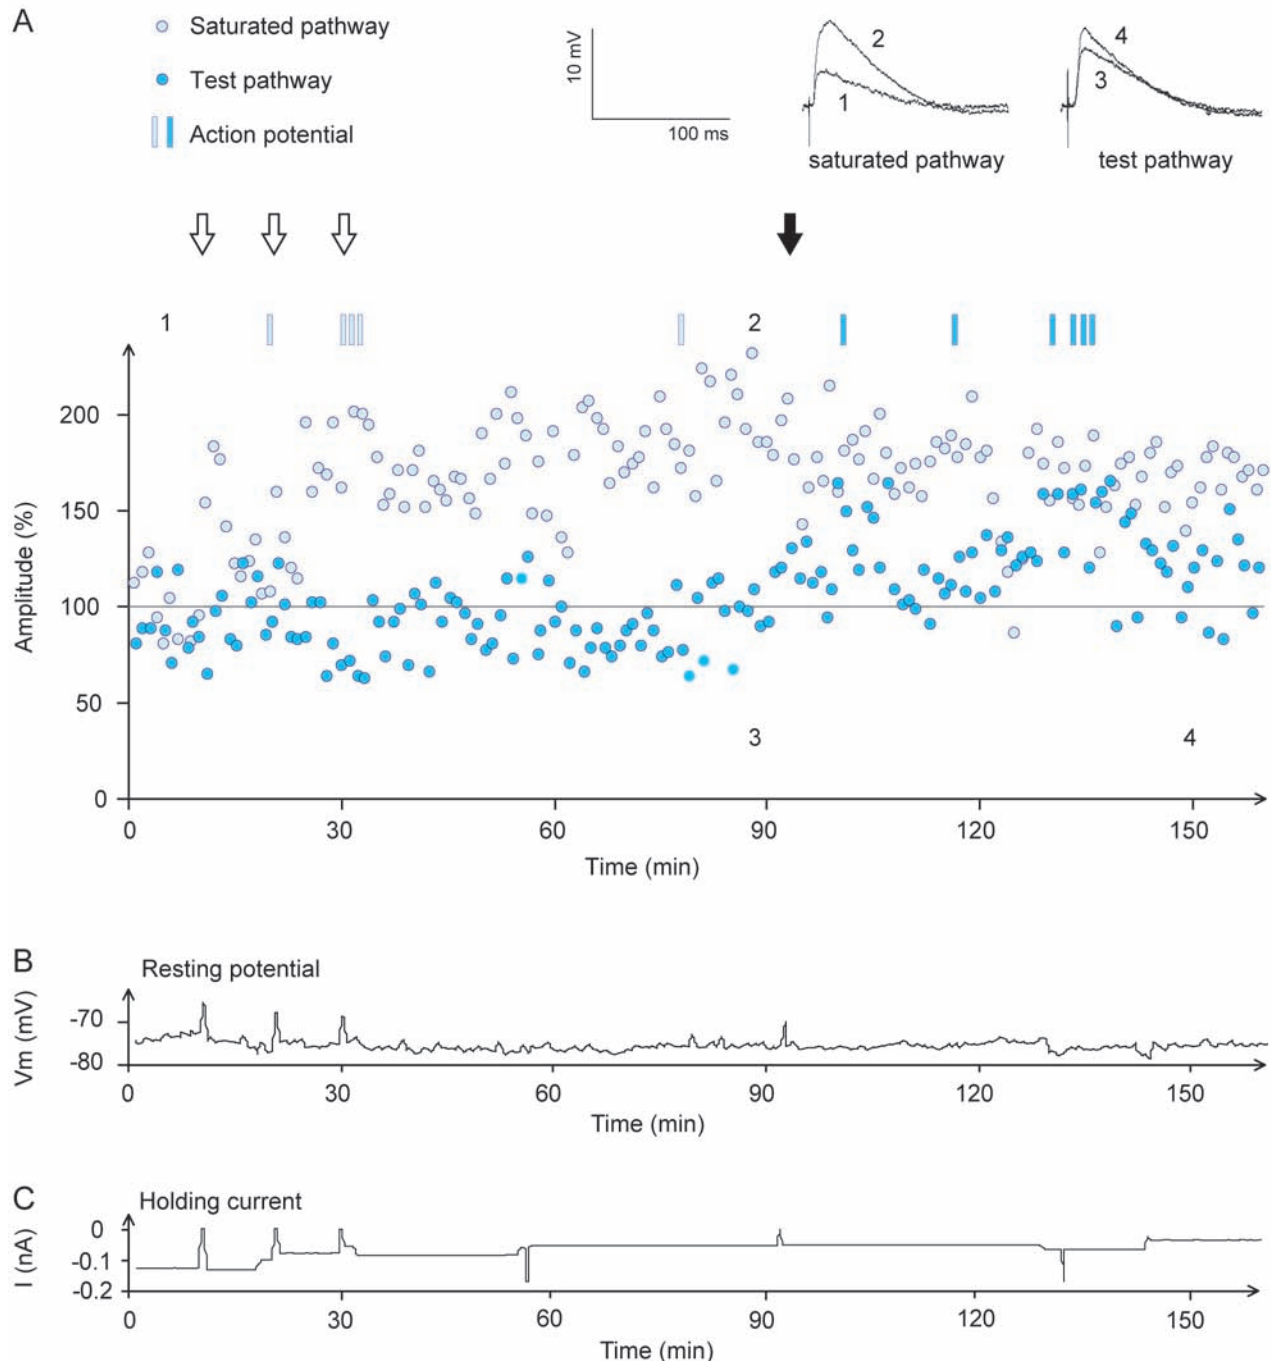 A
Saturated pathway
Test pathway
Action potential
10 mV
100 ms
2
1
saturated pathway
4
3
test pathway
1
2
200
150
100
50
0
Amplitude (%)
3
4
0 30 60 90 120 150
Time (min)
B
Resting potential
-70
-80
Vm (mV)
0 30 60 90 120 150
Time (min)
C
Holding current
0
-0.1
-0.2
I (nA)
0 30 60 90 120 150
Time (min)